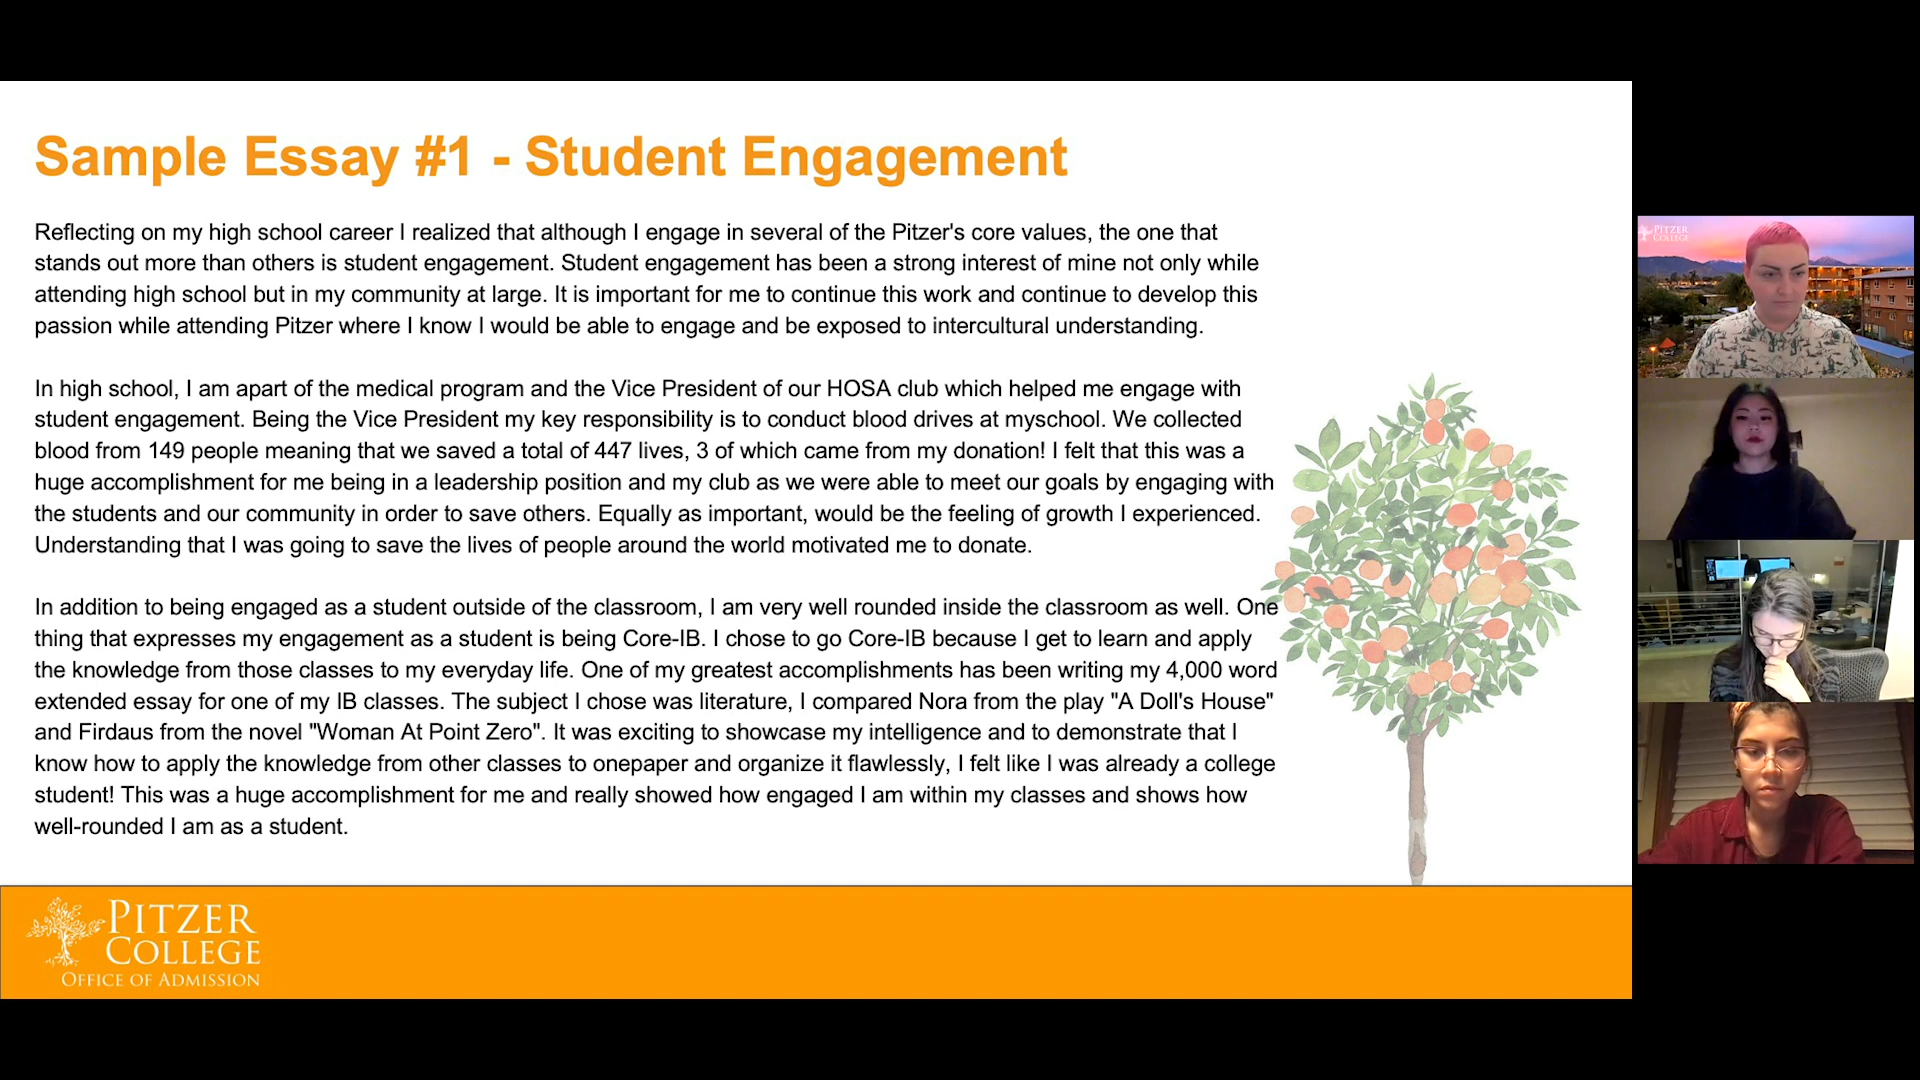 Sample Essay #1 - Student Engagement
Reflecting on my high school career I realized that although I engage in several of the Pitzer's core values, the one that
stands out more than others is student engagement. Student engagement has been a strong interest of mine not only while
attending high school but in my community at large. It is important for me to continue this work and continue to develop this
passion while attending Pitzer where I know I would be able to engage and be exposed to intercultural understanding.
In high school, I am apart of the medical program and the Vice President of our HOSA club which helped me engage with
student engagement. Being the Vice President my key responsibility is to conduct blood drives at myschool. We collected
blood from 149 people meaning that we saved a total of 447 lives, 3 of which came from my donation! I felt that this was a
huge accomplishment for me being in a leadership position and my club as we were able to meet our goals by engaging with
the students and our community in order to save others. Equally as important, would be the feeling of growth I experienced.
Understanding that I was going to save the lives of people around the world motivated me to donate.
In addition to being engaged as a student outside of the classroom, I am very well rounded inside the classroom as well. One
thing that expresses my engagement as a student is being Core-IB. I chose to go Core-IB because I get to learn and apply
the knowledge from those classes to my everyday life. One of my greatest accomplishments has been writing my 4,000 word
extended essay for one of my IB classes. The subject I chose was literature, I compared Nora from the play "A Doll's House"
and Firdaus from the novel "Woman At Point Zero". It was exciting to showcase my intelligence and to demonstrate that I
know how to apply the knowledge from other classes to onepaper and organize it flawlessly, I felt like I was already a college
student! This was a huge accomplishment for me and really showed how engaged I am within my classes and shows how
well-rounded I am as a student.
PITZER
COLLEGE
OFFICE OF ADMISSION
PITZER
COLLEGE